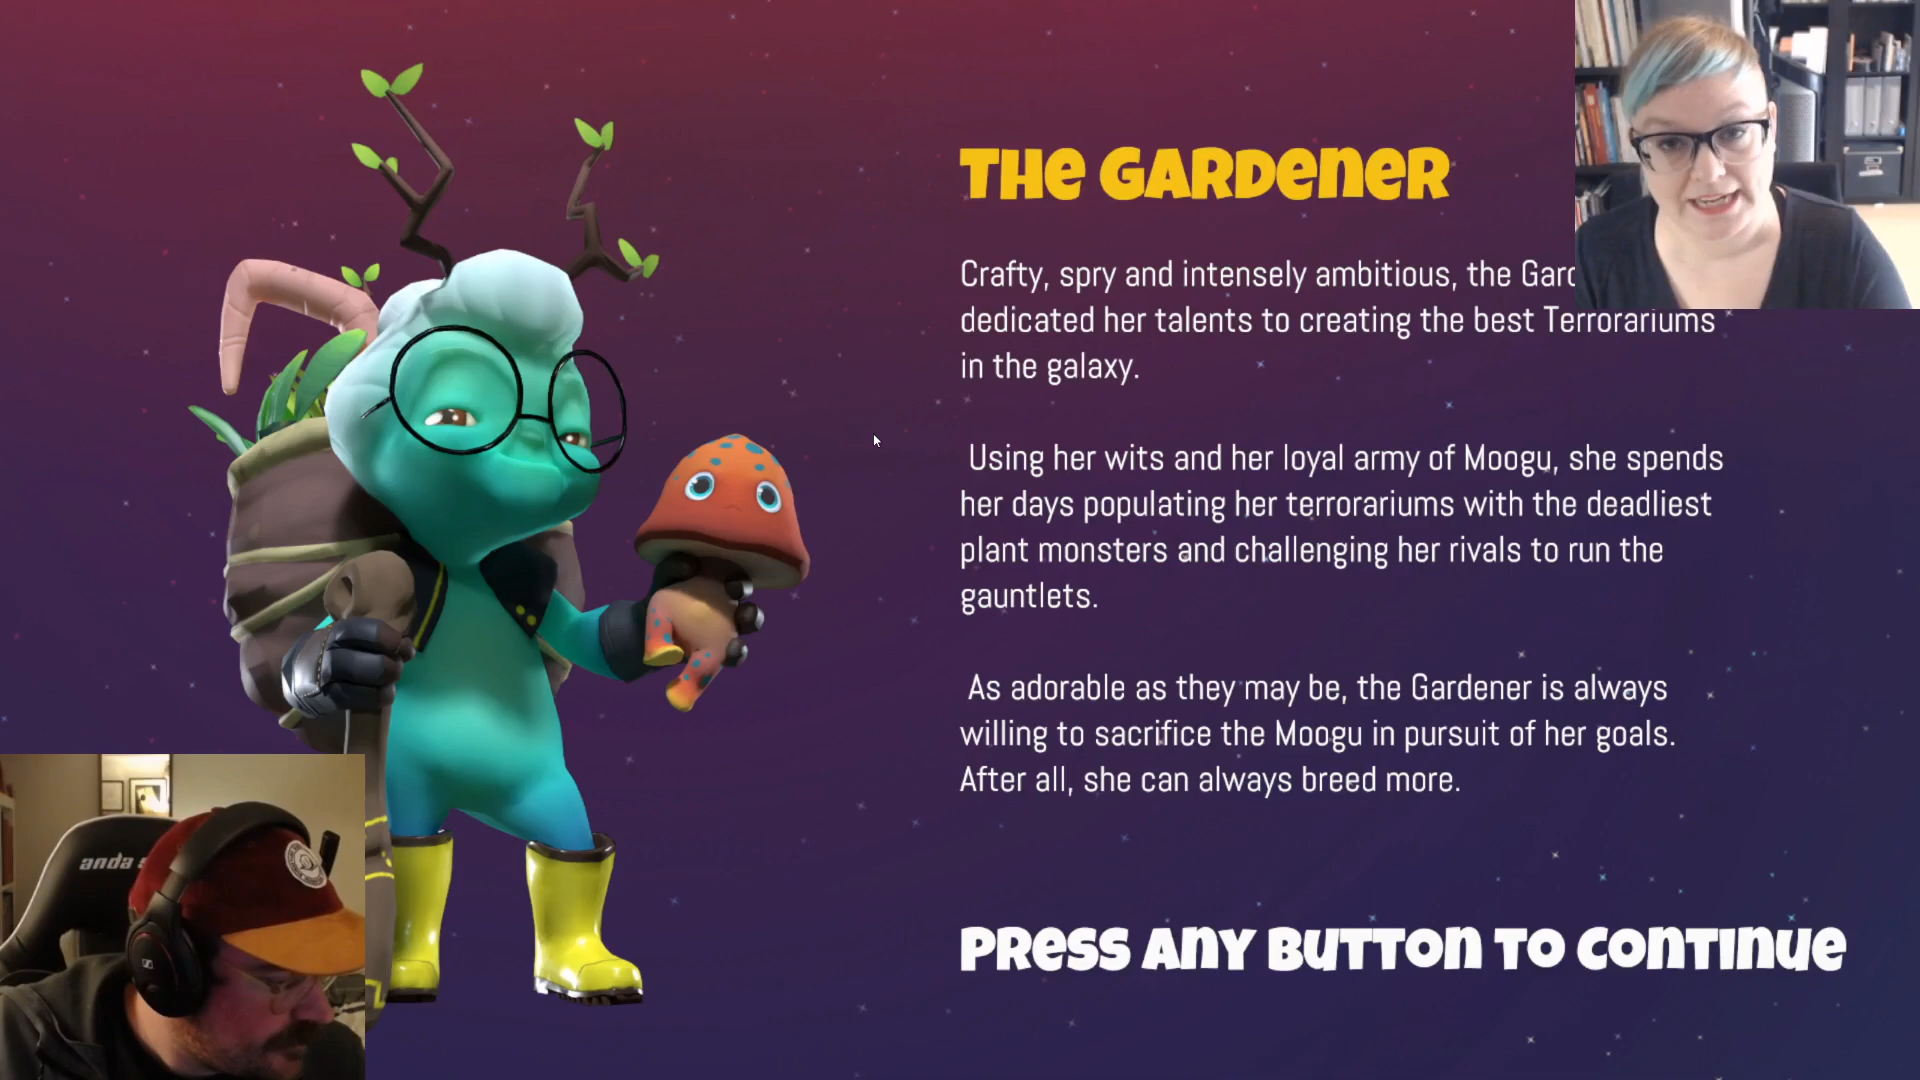 THE GARDENER
Crafty, spry and intensely ambitious, the
dedicated her talents to creating the best Terrorariums
in the galaxy.
Using her wits and her loyal army of Moogu, she spends
her days populating her terrorariums with the deadliest
plant monsters and challenging her rivals to run the
gauntlets.
As adorable as they may be, the Gardener is always
willing to sacrifice the Moogu in pursuit of her goals.
After all, she can always breed more.
anda
PRESS ANY BUTTON TO CONTINUE